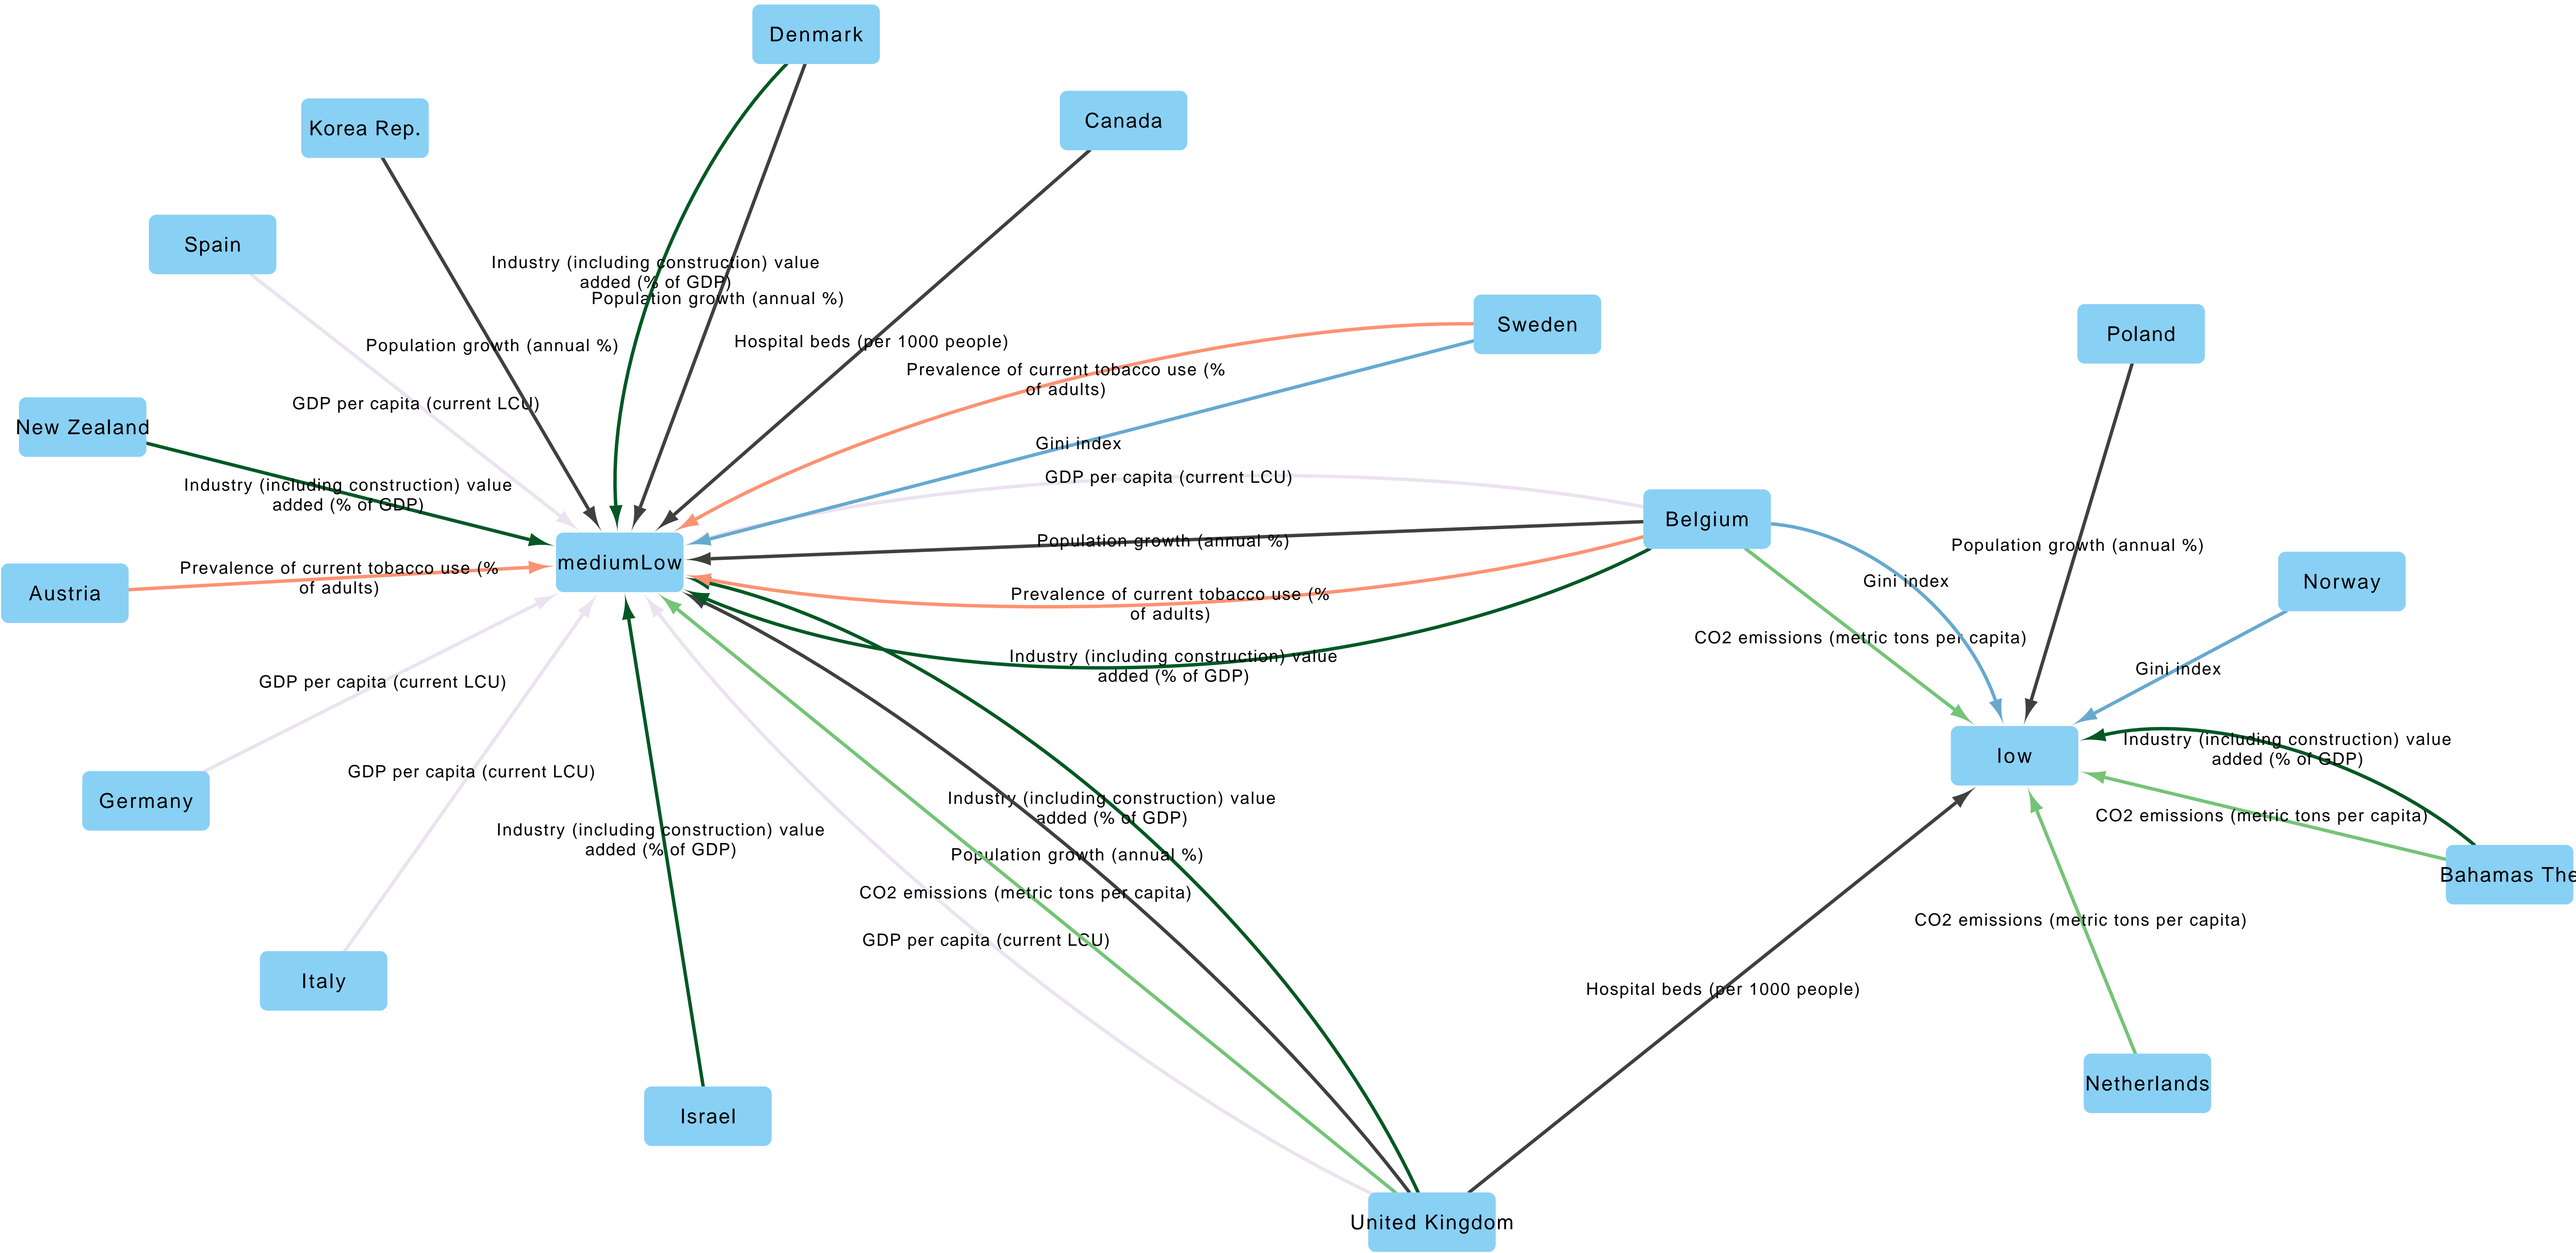 Denmark
Canada
Korea Rep.
Spain
Industry (including construction) value
added (% of GDP)
Population growth (annual %)
Sweden
Poland
Hospital beds (per 1000 people)
Population growth (annual %)
Prevalence of current tobacco use (%
of adults)
GDP per capita (current LCU)
New Zealand
Gini index
GDP per capita (current LCU)
Industry (including construction) value
added (% of GDP)
Belgium
Population growth (annual %)
Population growth (annual %)
mediumLow
Prevalence of current tobacco use (%
of adults)
Austria
Gini index
Norway
Prevalence of current tobacco use (%
of adults)
CO2 emissions (metric tons per capita)
Industry (including construction) value
added (% of GDP)
Gini index
GDP per capita (current LCU)
Industry (including construction) value
added (% of GDP)
low
GDP per capita (current LCU)
Germany
Industry (including construction) value
added (% of GDP)
CO2 emissions (metric tons per capita)
Industry (including construction) value
added (% of GDP)
Population growth (annual %)
Bahamas The
CO2 emissions (metric tons per capita)
CO2 emissions (metric tons per capita)
GDP per capita (current LCU)
Italy
Hospital beds (per 1000 people)
Netherlands
Israel
United Kingdom